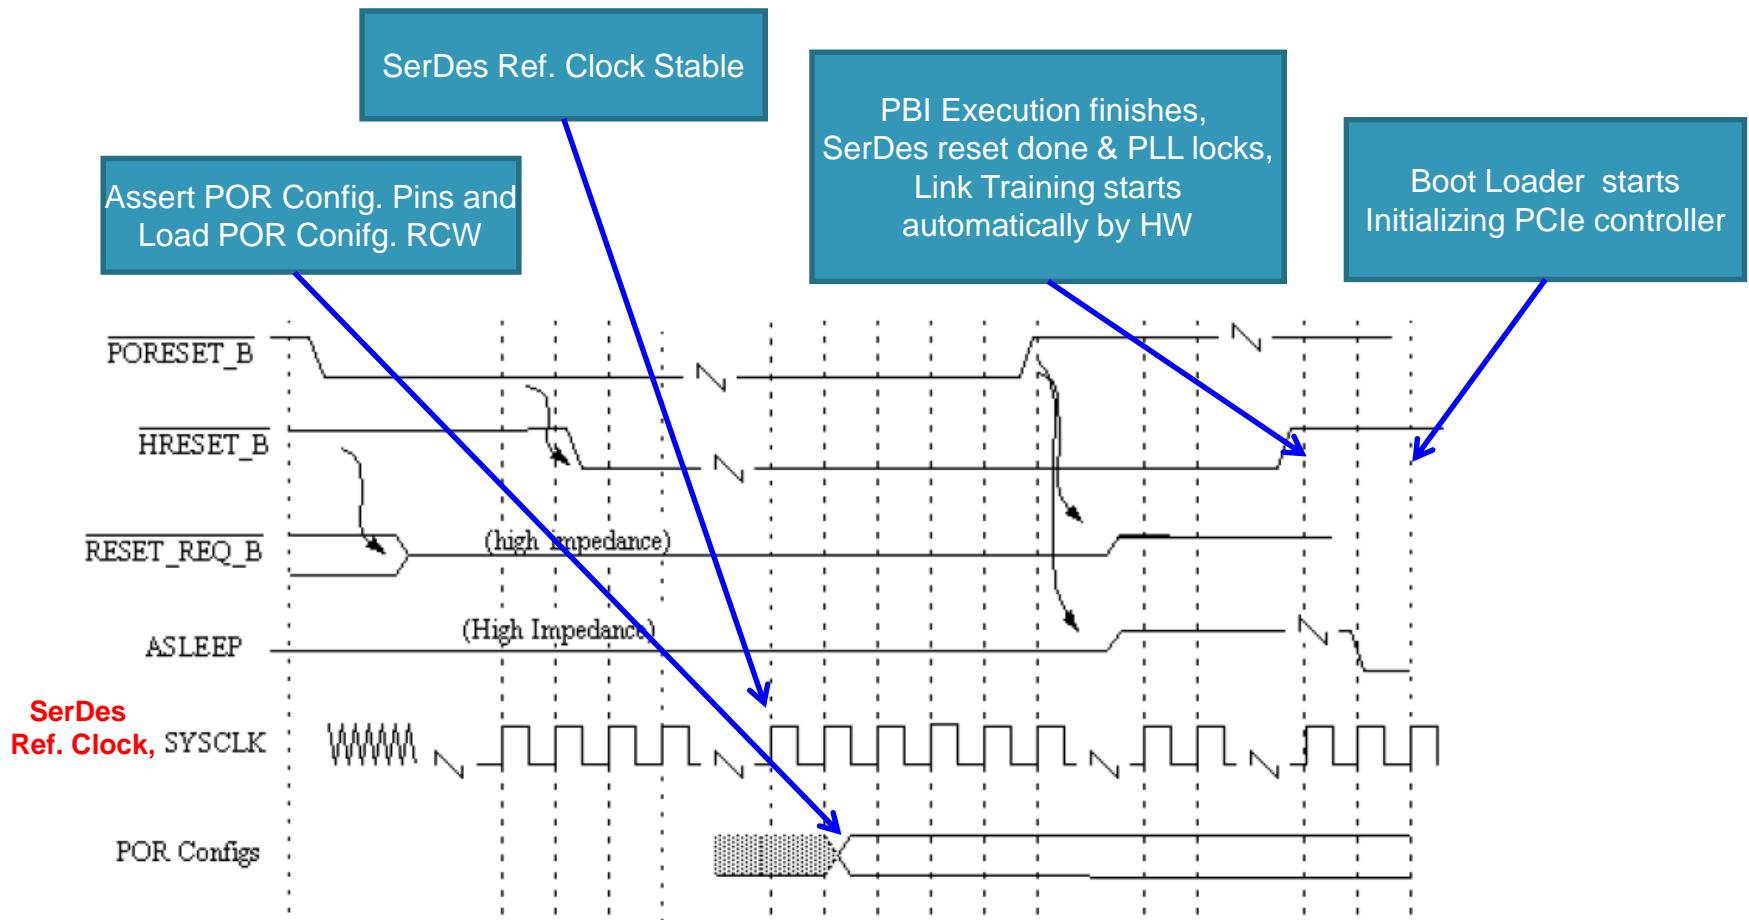 SerDes Ref. Clock Stable
PBI Execution finishes,
SerDes reset done & PLL locks,
Link Training starts
automatically by HW
Assert POR Config. Pins and
Load POR Conifg. RCW
Boot Loader starts
Initializing PCIe controller
PORESET_B
HRESET_B
RESET_REQ_B
(high impedance)
ASLEEP
(High Impedance)
SerDes
Ref. Clock, SYSCLK
POR Configs